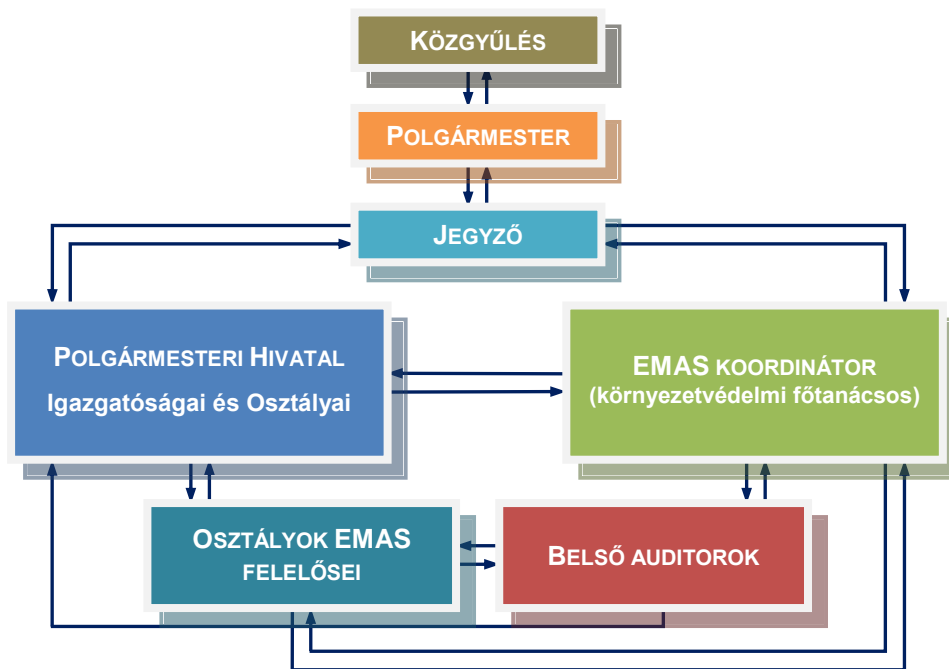 KÖZGYŰLÉS
POLGÁRMESTER
JEGYZŐ
POLGÁRMESTERI HIVATAL
Igazgatóságai és Osztályai
EMAS KOORDINÁTOR
(környezetvédelmi főtanácsos)
OSZTÁLYOK EMAS
FELELŐSEI
BELSŐ AUDITOROK